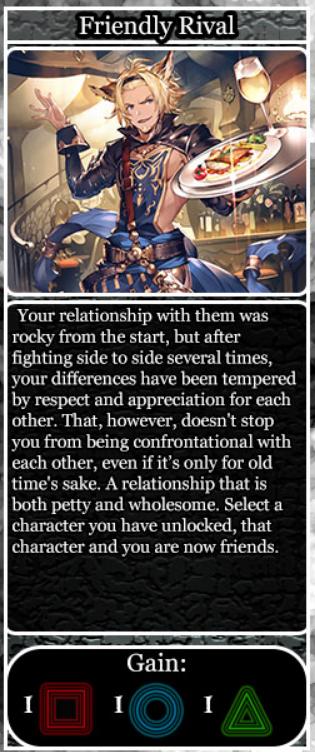 Friendly Rival
Your relationship with them was
rocky from the start, but after
fighting side to side several times,
your differences have been tempered
by respect and appreciation for each
other. That, however, doesn't stop
you from being confrontational with
each other, even if it's only for old
time's sake. A relationship that is
both petty and wholesome. Select a
character you have unlocked, that
character and you are now friends.
Gain:
1 1 1